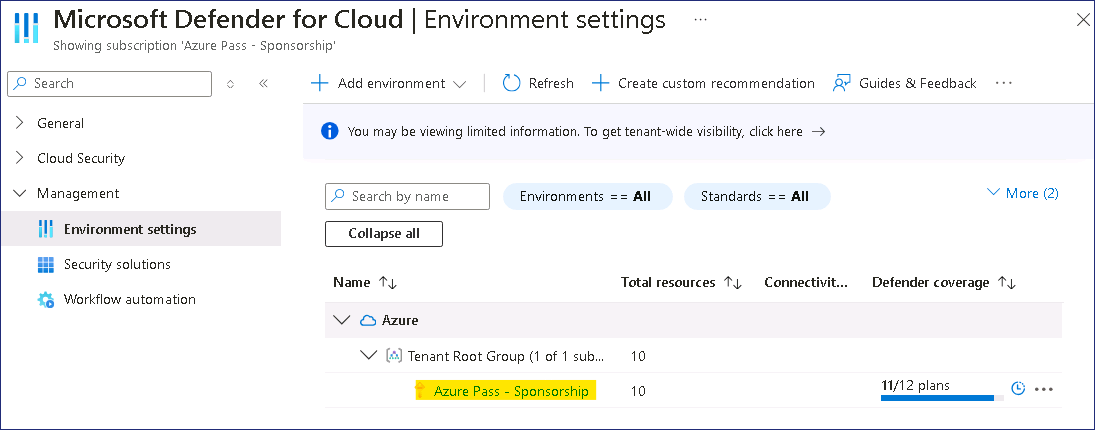 Microsoft Defender for Cloud | Environment settings ...
Showing subscription 'Azure Pass - Sponsorship'
Search
General
Cloud Security
Management
Environment settings
Security solutions
Workflow automation
Add environment
Refresh
Create custom recommendation
Guides & Feedback
...
You may be viewing limited information. To get tenant-wide visibility, click here →
Search by name
Environments == All
Standards == All
More (2)
Collapse all
Name ↑↓ Total resources ↑↓ Connectivit... Defender coverage ↑↓
Azure
Tenant Root Group (1 of 1 sub... 10
Azure Pass - Sponsorship 10 11/12 plans ...